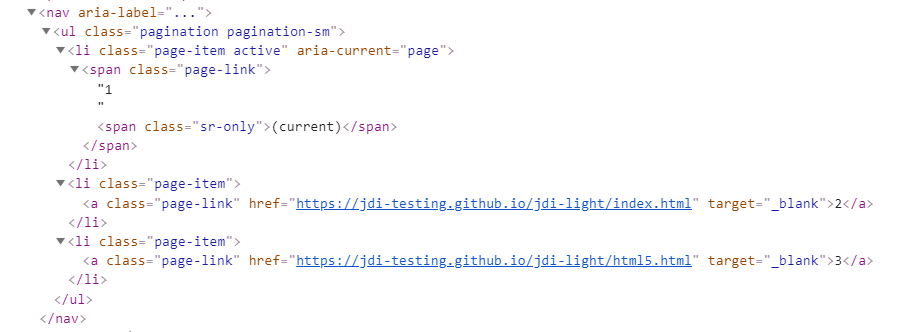 ▼<nav aria-label="...">
▼<ul class="pagination pagination-sm">
▼<li class="page-item active" aria-current="page">
▼<span class="page-link">
"1
"
<span class="sr-only">(current)</span>
</span>
</li>
▼<li class="page-item">
<a class="page-link" href="https://jdi-testing.github.io/jdi-light/index.html" target="_blank">2</a>
</li>
▼<li class="page-item">
<a class="page-link" href="https://jdi-testing.github.io/jdi-light/html5.html" target="_blank">3</a>
</li>
</ul>
</nav>